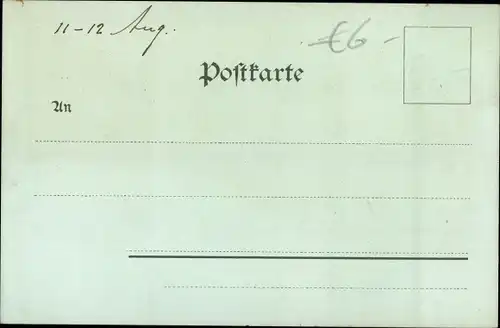 11-12 Aug.
€6-
Postkarte
An